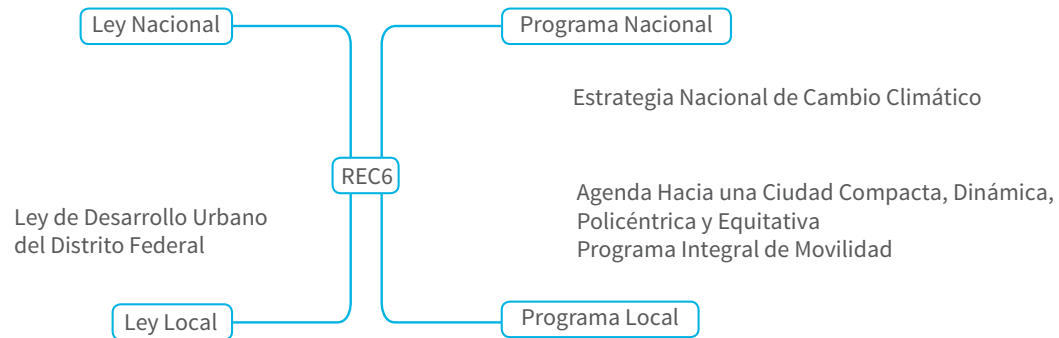 Ley Nacional
Programa Nacional
Estrategia Nacional de Cambio Climático
REC6
Agenda Hacia una Ciudad Compacta, Dinámica,
Policéntrica y Equitativa
Programa Integral de Movilidad
Ley de Desarrollo Urbano
del Distrito Federal
Ley Local
Programa Local